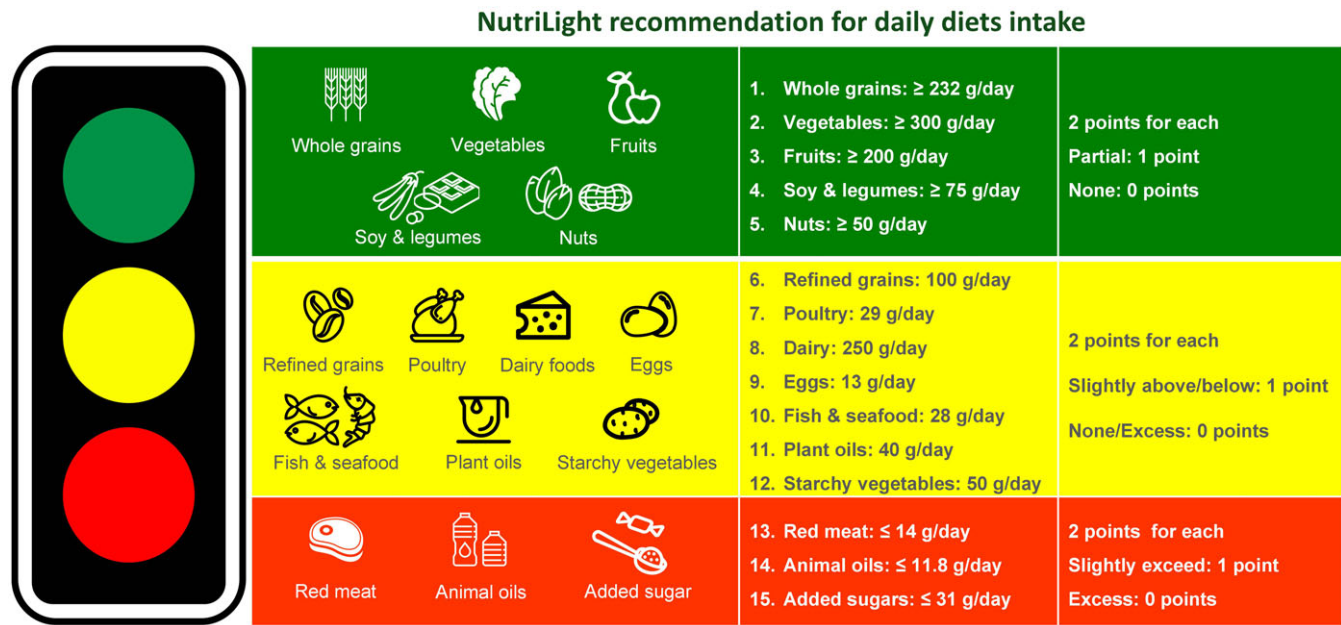 NutriLight recommendation for daily diets intake
Whole grains
Vegetables
Fruits
Soy & legumes
Nuts
1. Whole grains: ≥ 232 g/day
2. Vegetables: ≥ 300 g/day
3. Fruits: ≥ 200 g/day
4. Soy & legumes: ≥ 75 g/day
5. Nuts: ≥ 50 g/day
2 points for each
Partial: 1 point
None: 0 points
Refined grains
Poultry
Dairy foods
Eggs
Fish & seafood
Plant oils
Starchy vegetables
6. Refined grains: 100 g/day
7. Poultry: 29 g/day
8. Dairy: 250 g/day
9. Eggs: 13 g/day
10. Fish & seafood: 28 g/day
11. Plant oils: 40 g/day
12. Starchy vegetables: 50 g/day
2 points for each
Slightly above/below: 1 point
None/Excess: 0 points
Red meat
Animal oils
Added sugar
13. Red meat: ≤ 14 g/day
14. Animal oils: ≤ 11.8 g/day
15. Added sugars: ≤ 31 g/day
2 points for each
Slightly exceed: 1 point
Excess: 0 points